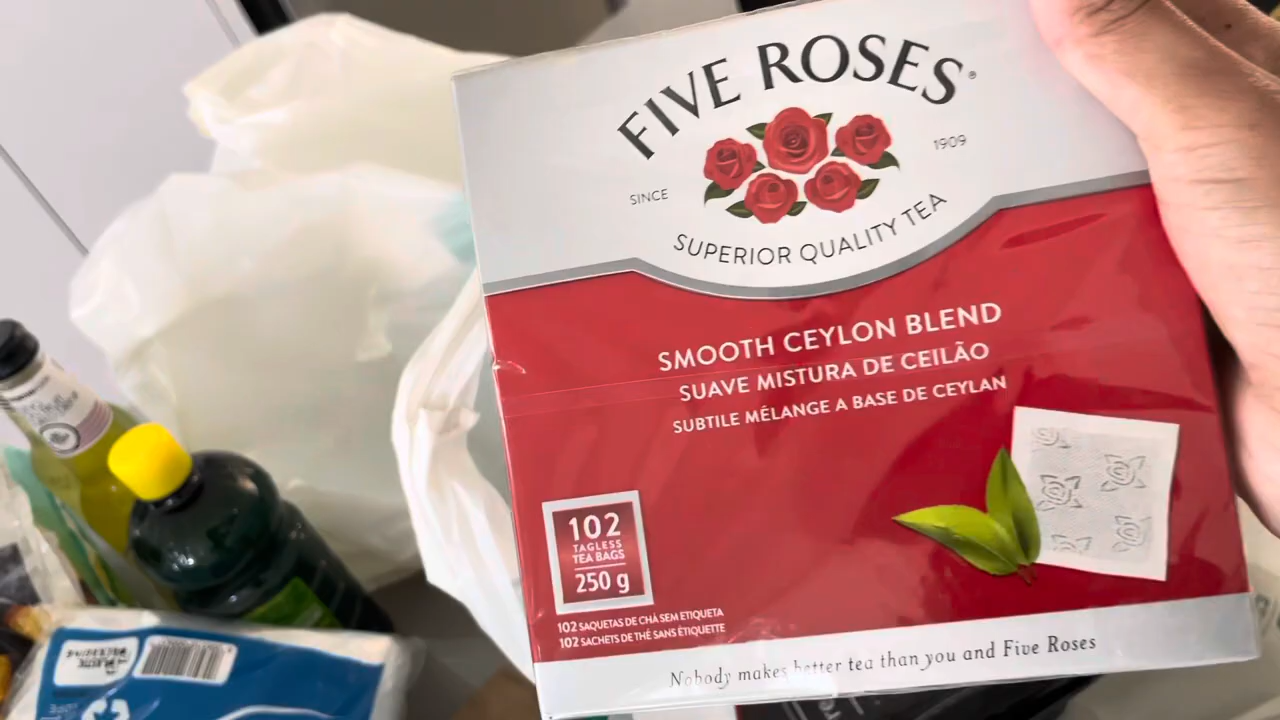 FIVE ROSES®
SINCE
1909
SUPERIOR QUALITY TEA
SMOOTH CEYLON BLEND
SUAVE MISTURA DE CEILÃO
SUBTILE MÉLANGE A BASE DE CEYLAN
102
TAGLESS
TEA BAGS
250 g
102 SAQUETAS DE CHÁ SEM ETIQUETA
102 SACHETS DE THÉ SANS ÉTIQUETTE
Nobody makes better tea than you and Five Roses